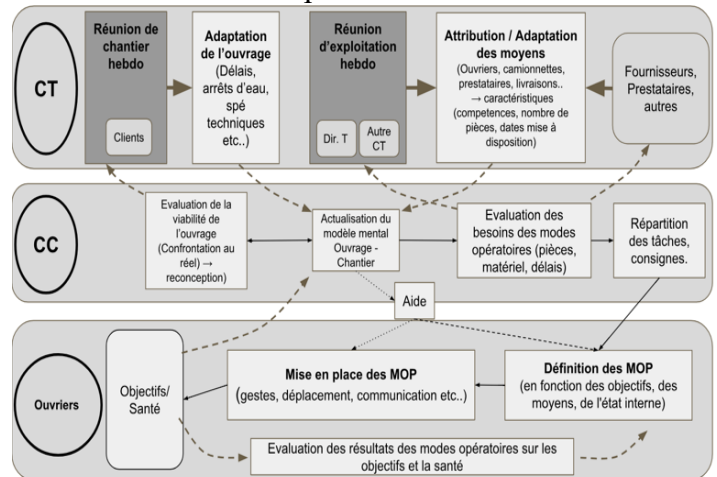 CT
Réunion de
chantier
hebdo
Clients
Adaptation
de l'ouvrage
(Délais,
arrêts d'eau,
spé
techniques
etc..)
Réunion
d'exploitation
hebdo
Dir. T
Autre
CT
Attribution / Adaptation
des moyens
(Ouvriers, camionnettes,
prestataires, livraisons..
→ caractéristiques
(competences, nombre de
pièces, dates mise à
disposition)
Fournisseurs,
Prestataires,
autres
CC
Evaluation de la
viabilité de
l'ouvrage
(Confrontation au
réel) →
reconception)
Actualisation du
modèle mental
Ouvrage -
Chantier
Evaluation des
besoins des modes
opératoires (pièces,
matériel, délais)
Répartition
des tâches,
consignes.
Aide
Ouvriers
Objectifs/
Santé
Mise en place des MOP
(gestes, déplacement, communication etc..)
Définition des MOP
(en fonction des objectifs, des
moyens, de l'état interne)
Evaluation des résultats des modes opératoires sur les
objectifs et la santé